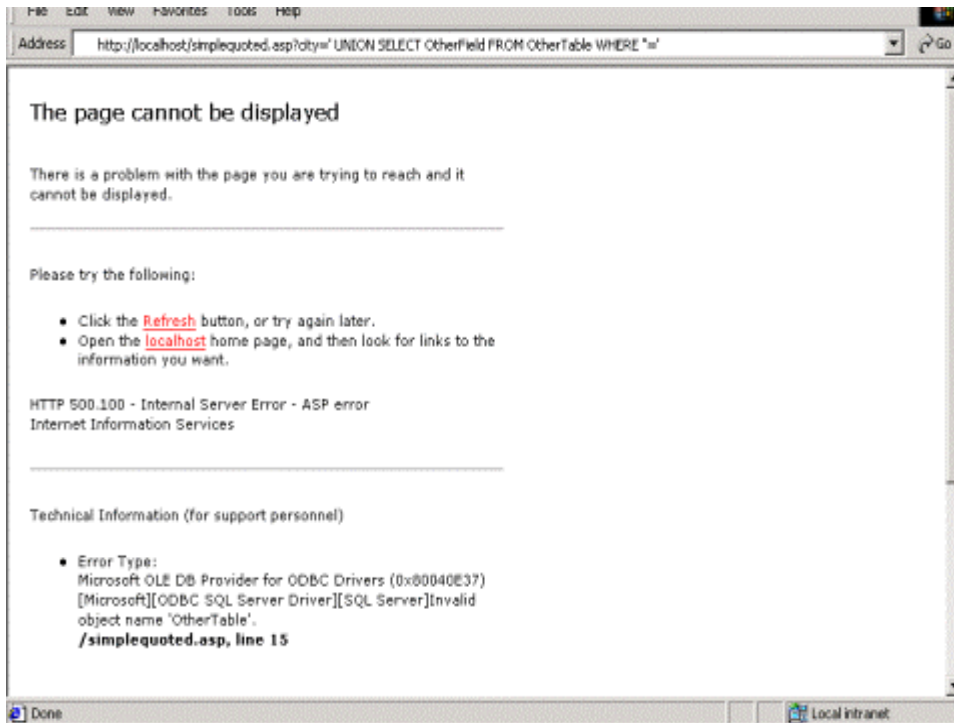 File Edit View Favorites Tools Help
Address http://localhost/simplequoted.asp?city=' UNION SELECT OtherField FROM OtherTable WHERE ''='
Go
The page cannot be displayed
There is a problem with the page you are trying to reach and it
cannot be displayed.
Please try the following:
Click the Refresh button, or try again later.
Open the localhost home page, and then look for links to the
information you want.
HTTP 500.100 - Internal Server Error - ASP error
Internet Information Services
Technical Information (for support personnel)
Error Type:
Microsoft OLE DB Provider for ODBC Drivers (0x80040E37)
[Microsoft][ODBC SQL Server Driver][SQL Server]Invalid
object name 'OtherTable'.
/simplequoted.asp, line 15
Done
Local intranet